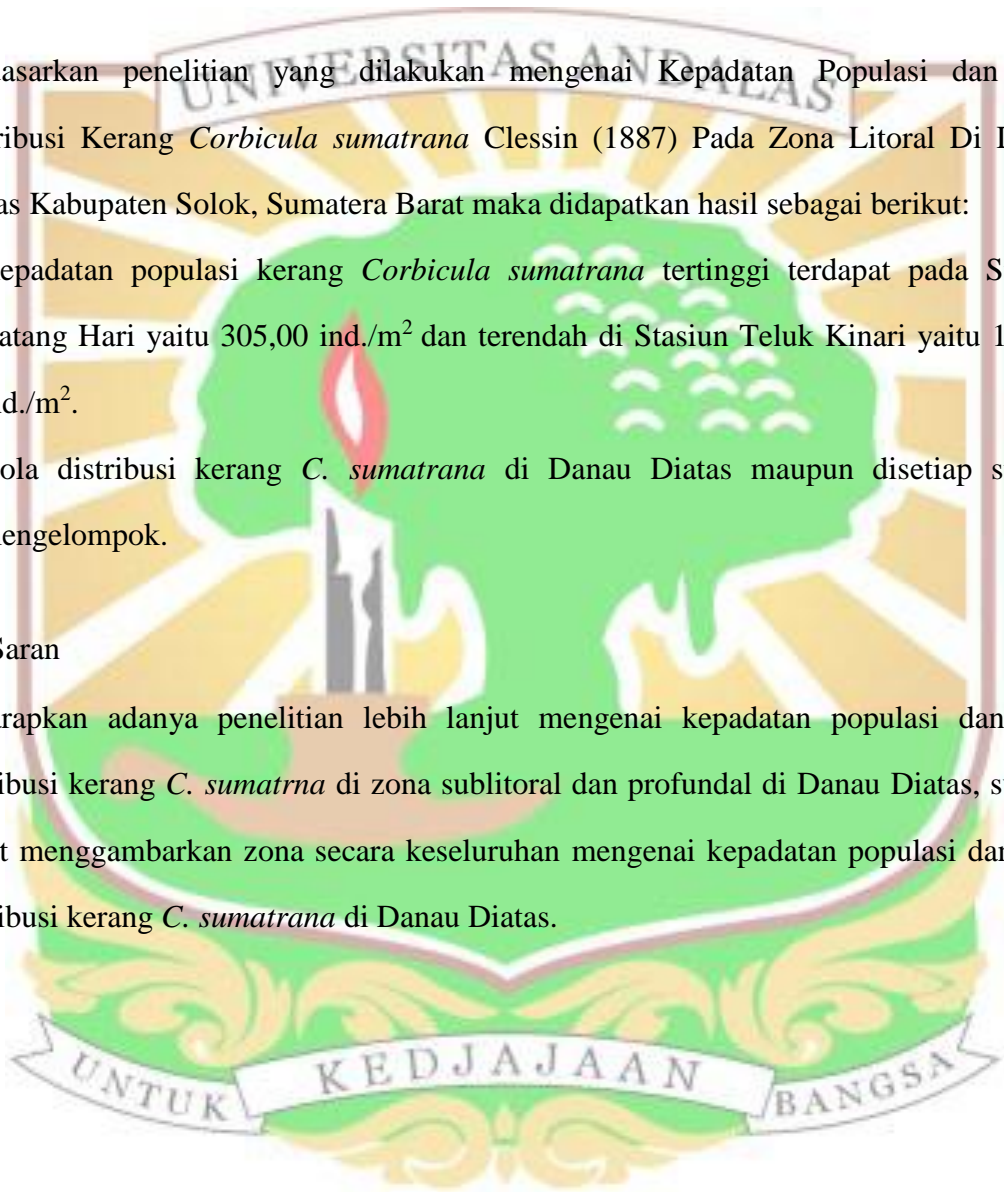 UNIVERSITAS ANDALAS
asarkan penelitian yang dilakukan mengenai Kepadatan Populasi dan
ribusi Kerang Corbicula sumatrana Clessin (1887) Pada Zona Litoral Di
as Kabupaten Solok, Sumatera Barat maka didapatkan hasil sebagai berikut:
epadatan populasi kerang Corbicula sumatrana tertinggi terdapat pada S
atang Hari yaitu 305,00 ind./m² dan terendah di Stasiun Teluk Kinari yaitu 1
d./m².
ola distribusi kerang C. sumatrana di Danau Diatas maupun disetiap s
engelompok.
Saran
rapkan adanya penelitian lebih lanjut mengenai kepadatan populasi dan
ibusi kerang C. sumatrna di zona sublitoral dan profundal di Danau Diatas, s
t menggambarkan zona secara keseluruhan mengenai kepadatan populasi dan
ibusi kerang C. sumatrana di Danau Diatas.
UNTUK KEDJAJAAN BANGSA